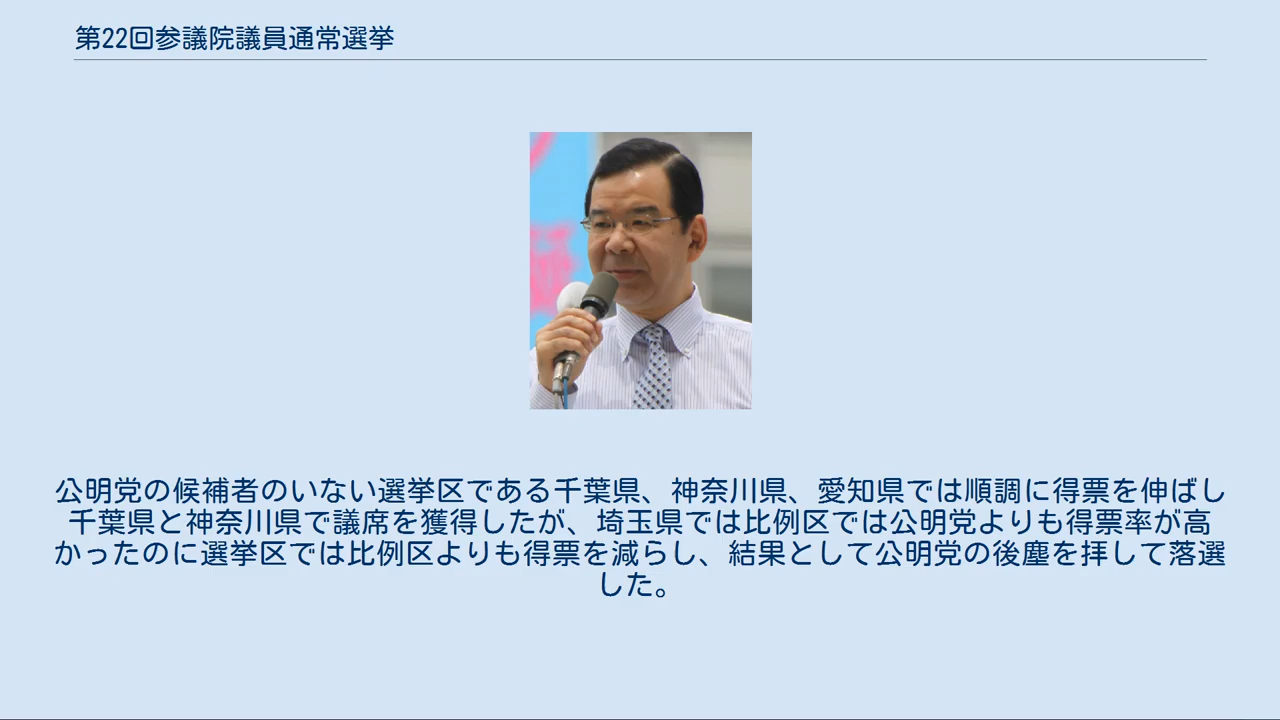 第22回参議院議員通常選挙
公明党の候補者のいない選挙区である千葉県、神奈川県、愛知県では順調に得票を伸ばし
千葉県と神奈川県で議席を獲得したが、埼玉県では比例区では公明党よりも得票率が高
かったのに選挙区では比例区よりも得票を減らし、結果として公明党の後塵を拝して落選
した。